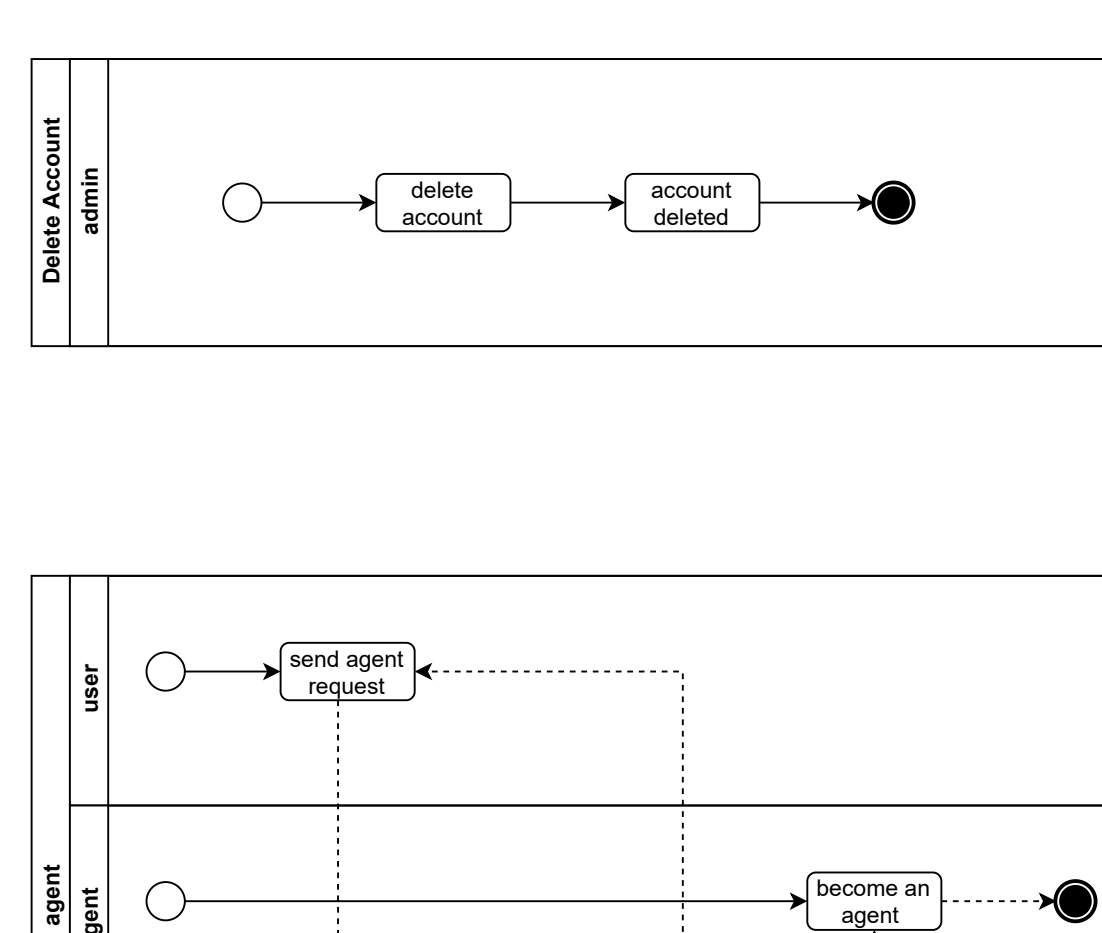 Delete Account
admin
delete
account
account
deleted
user
send agent
request
agent
become an
agent